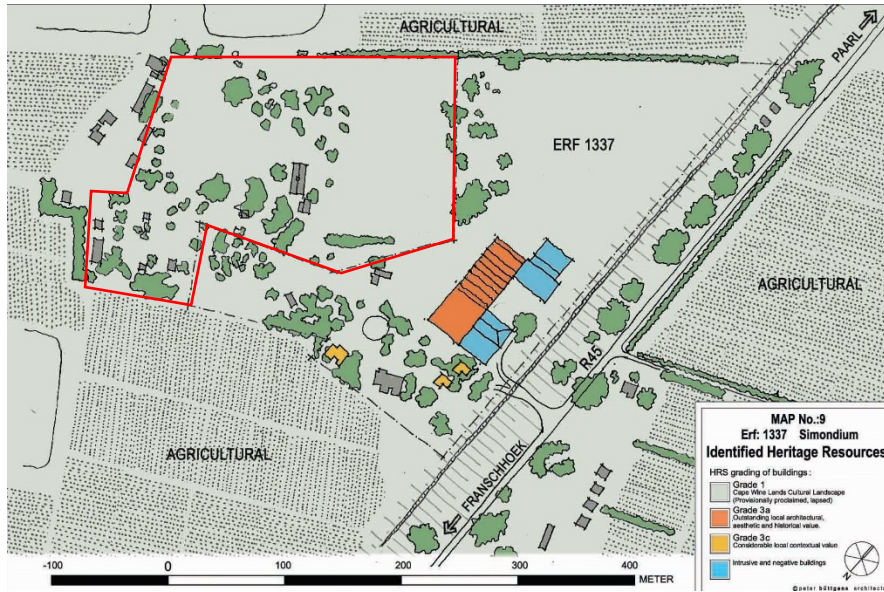 AGRICULTURAL
PAARL
ERF 1337
AGRICULTURAL
R45
AGRICULTURAL
FRANSCHHOEK
MAP No.:9
Erf: 1337 Simondium
Identified Heritage Resources
HRS grading of buildings :
Grade 1
Cape Wine Lands Cultural Landscape
(Provisionally proclaimed, lapsed)
Grade 3a
Outstanding local architectural,
aesthetic and historical value.
Grade 3c
Considerable local contextual value
Intrusive and negative buildings
N
©peter büttgens architect
100 0 100 200 300 400 METER